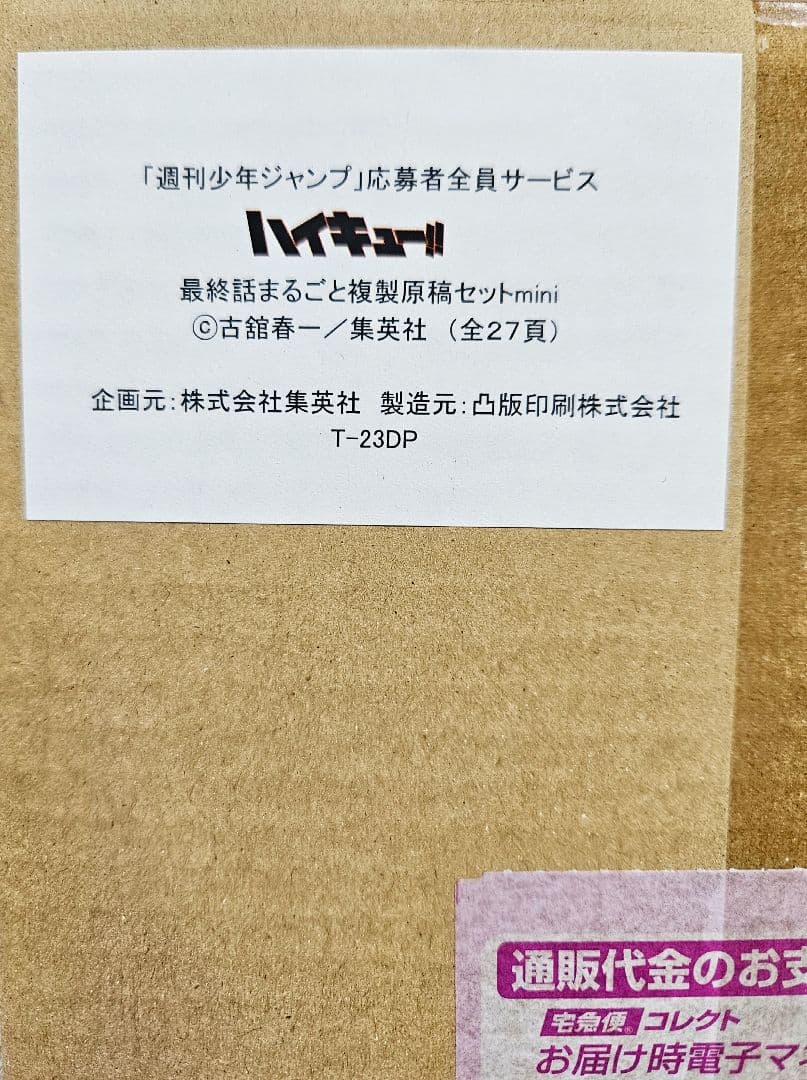 「週刊少年ジャンプ」応募者全員サービス
ハイキュー!!
最終話まるごと複製原稿セットmini
©古舘春一／集英社 （全27頁）
企画元：株式会社集英社 製造元：凸版印刷株式会社
T-23DP
通販代金のお支
宅急便コレクト
お届け時電子マネ